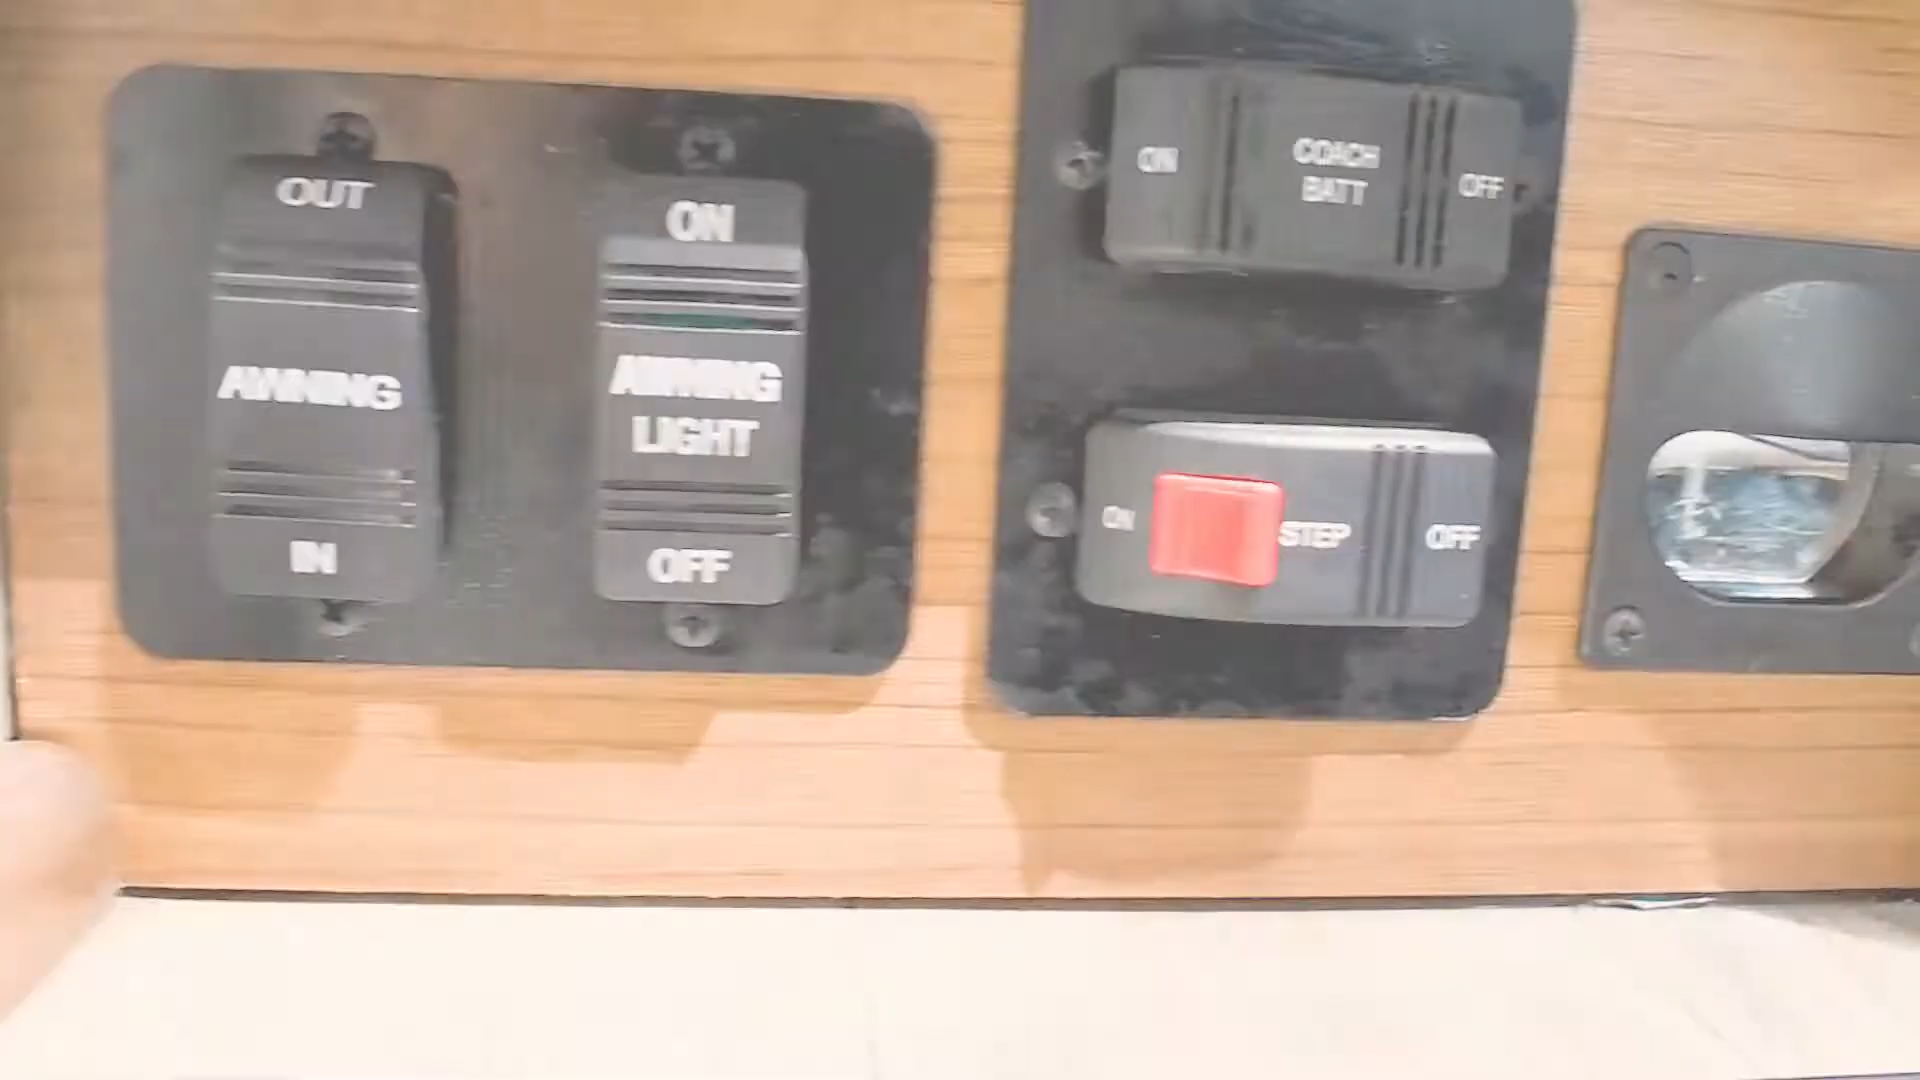 OUT
AWNING
IN
ON
AWNING
LIGHT
OFF
ON
COACH
BATT
OFF
ON
STEP
OFF